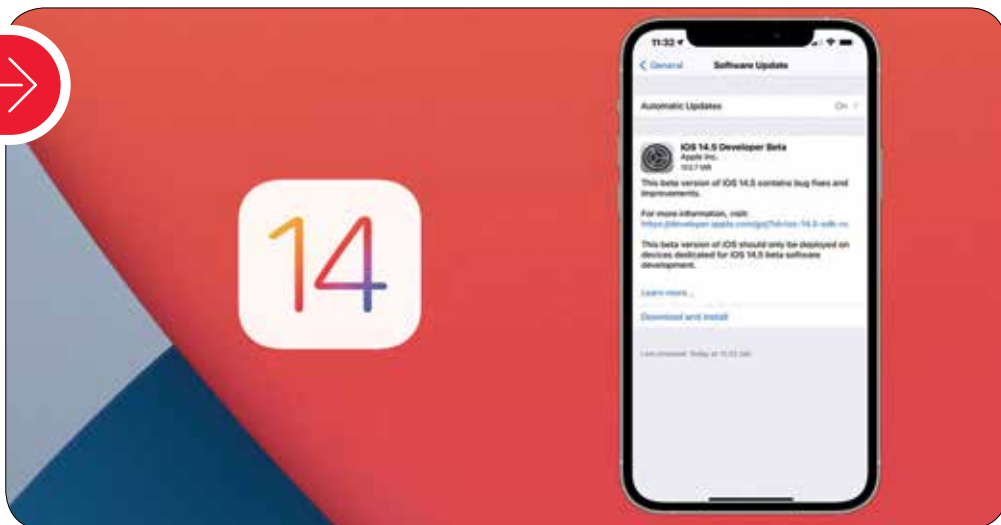 14
11:32
General Software Update
Automatic Updates On
iOS 14.5 Developer Beta
Apple Inc.
This beta version of iOS 14.5 contains bug fixes and
improvements.
For more information, visit:
This beta version of iOS should only be deployed on
devices dedicated for iOS 14.5 beta software
development.
Learn more...
Download and Install